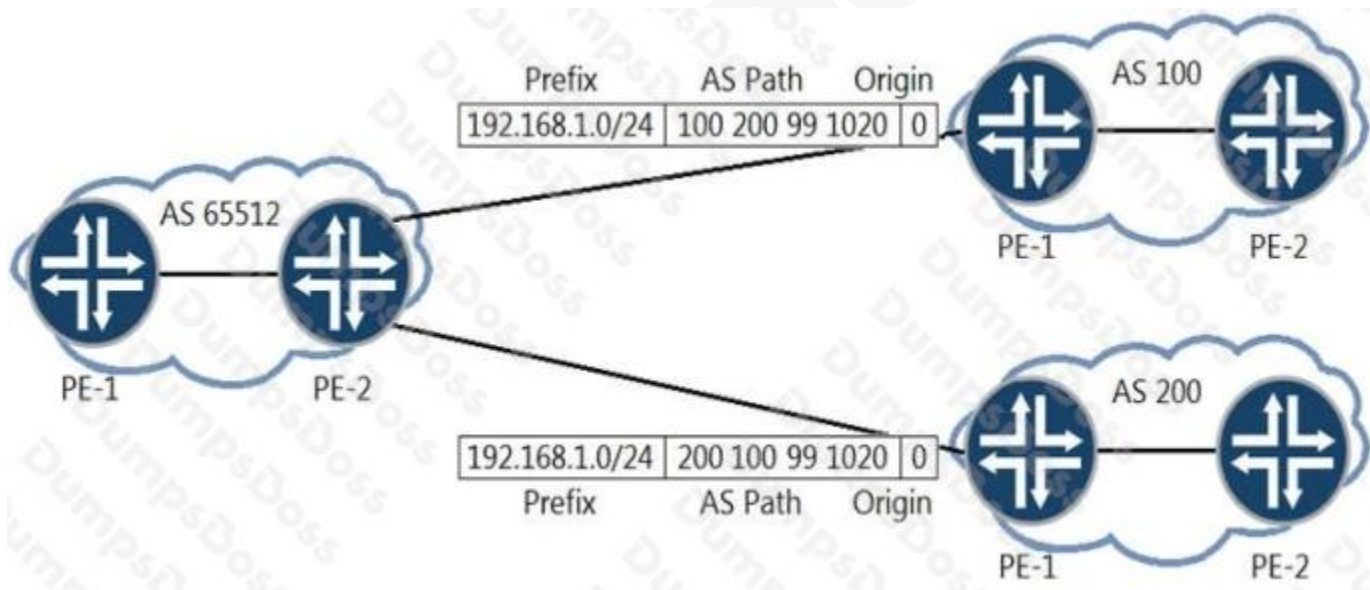 Prefix AS Path Origin
192.168.1.0/24 100 200 99 1020 0
AS 100
PE-1 PE-2
AS 65512
PE-1 PE-2
192.168.1.0/24 200 100 99 1020 0
Prefix AS Path Origin
AS 200
PE-1 PE-2
DumpsDoss